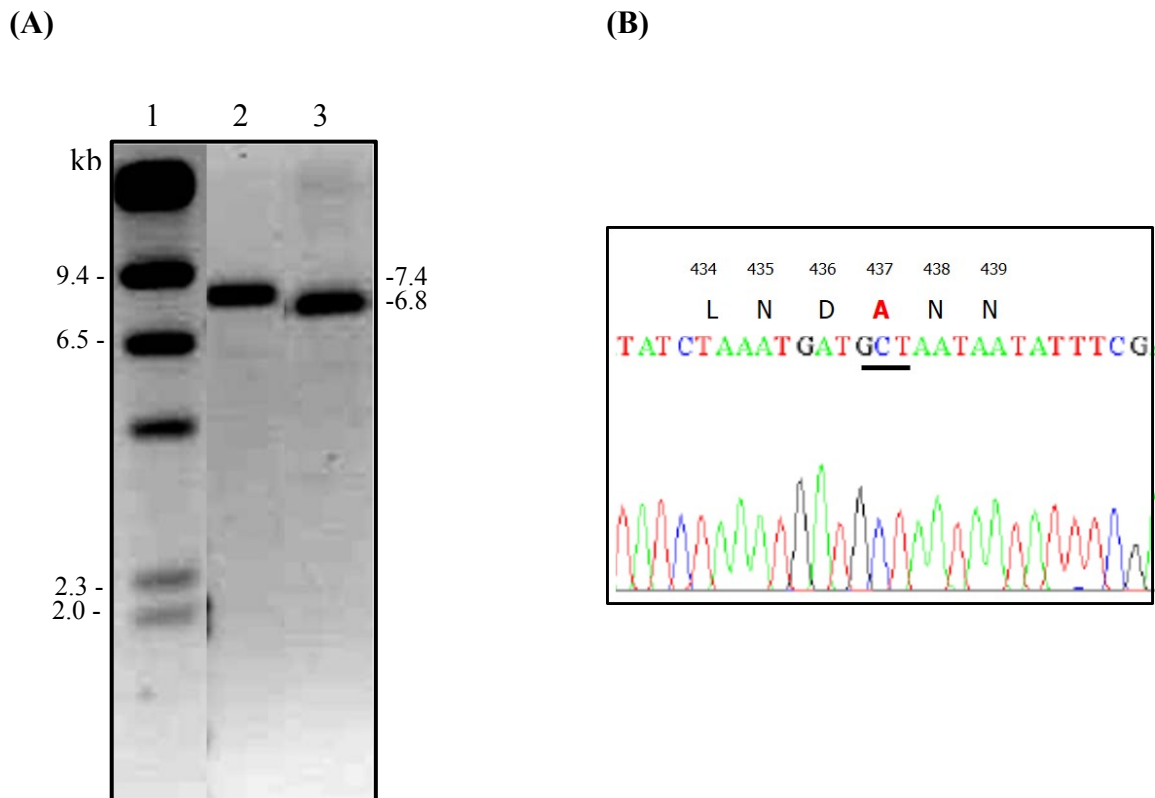 (A) (B)
1 2 3
kb
9.4 -
-7.4
-6.8
6.5 -
2.3 -
2.0 -
434 435 436 437 438 439
L N D A N N
TATCTAAATGATGCTAATAATATTTCG